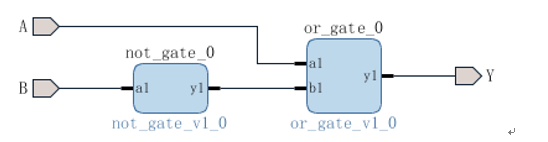 A
B
not_gate_0
a1
y1
not_gate_v1_0
or_gate_0
a1
b1
y1
or_gate_v1_0
Y